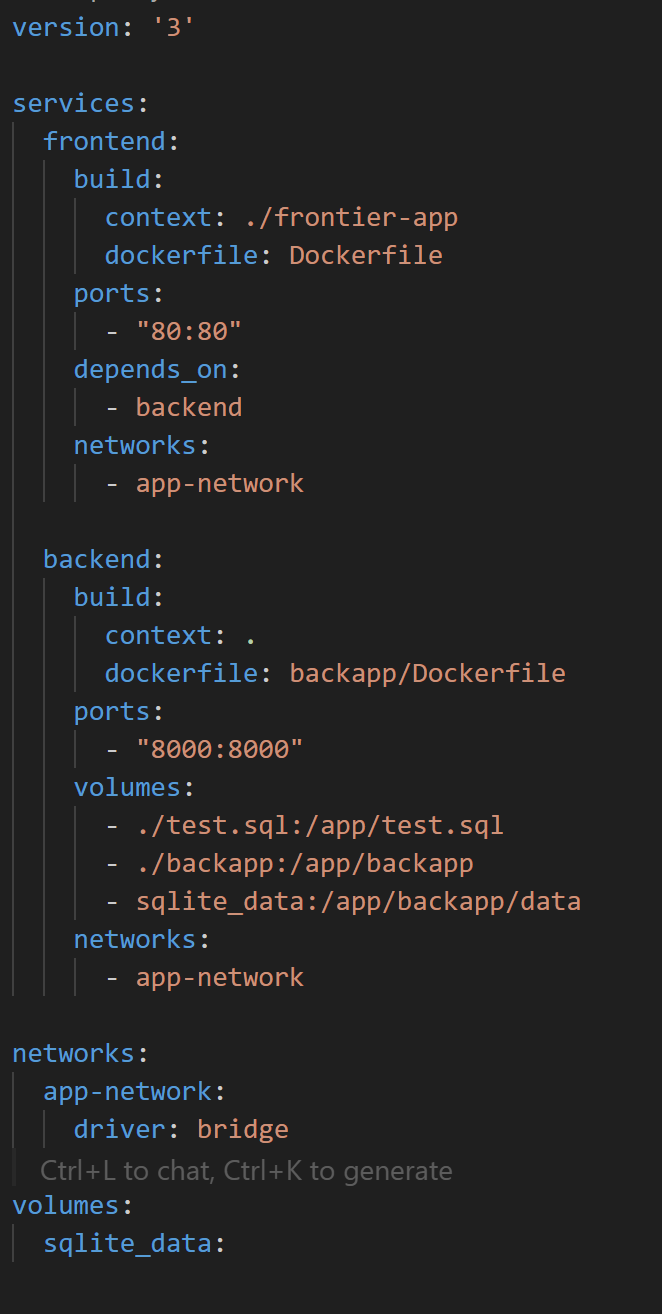 version: '3'
services:
  frontend:
    build:
      context: ./frontier-app
      dockerfile: Dockerfile
    ports:
      - "80:80"
    depends_on:
      - backend
    networks:
      - app-network
  backend:
    build:
      context: .
      dockerfile: backapp/Dockerfile
    ports:
      - "8000:8000"
    volumes:
      - ./test.sql:/app/test.sql
      - ./backapp:/app/backapp
      - sqlite_data:/app/backapp/data
    networks:
      - app-network
networks:
  app-network:
    driver: bridge
  Ctrl+L to chat, Ctrl+K to generate
volumes:
  sqlite_data: